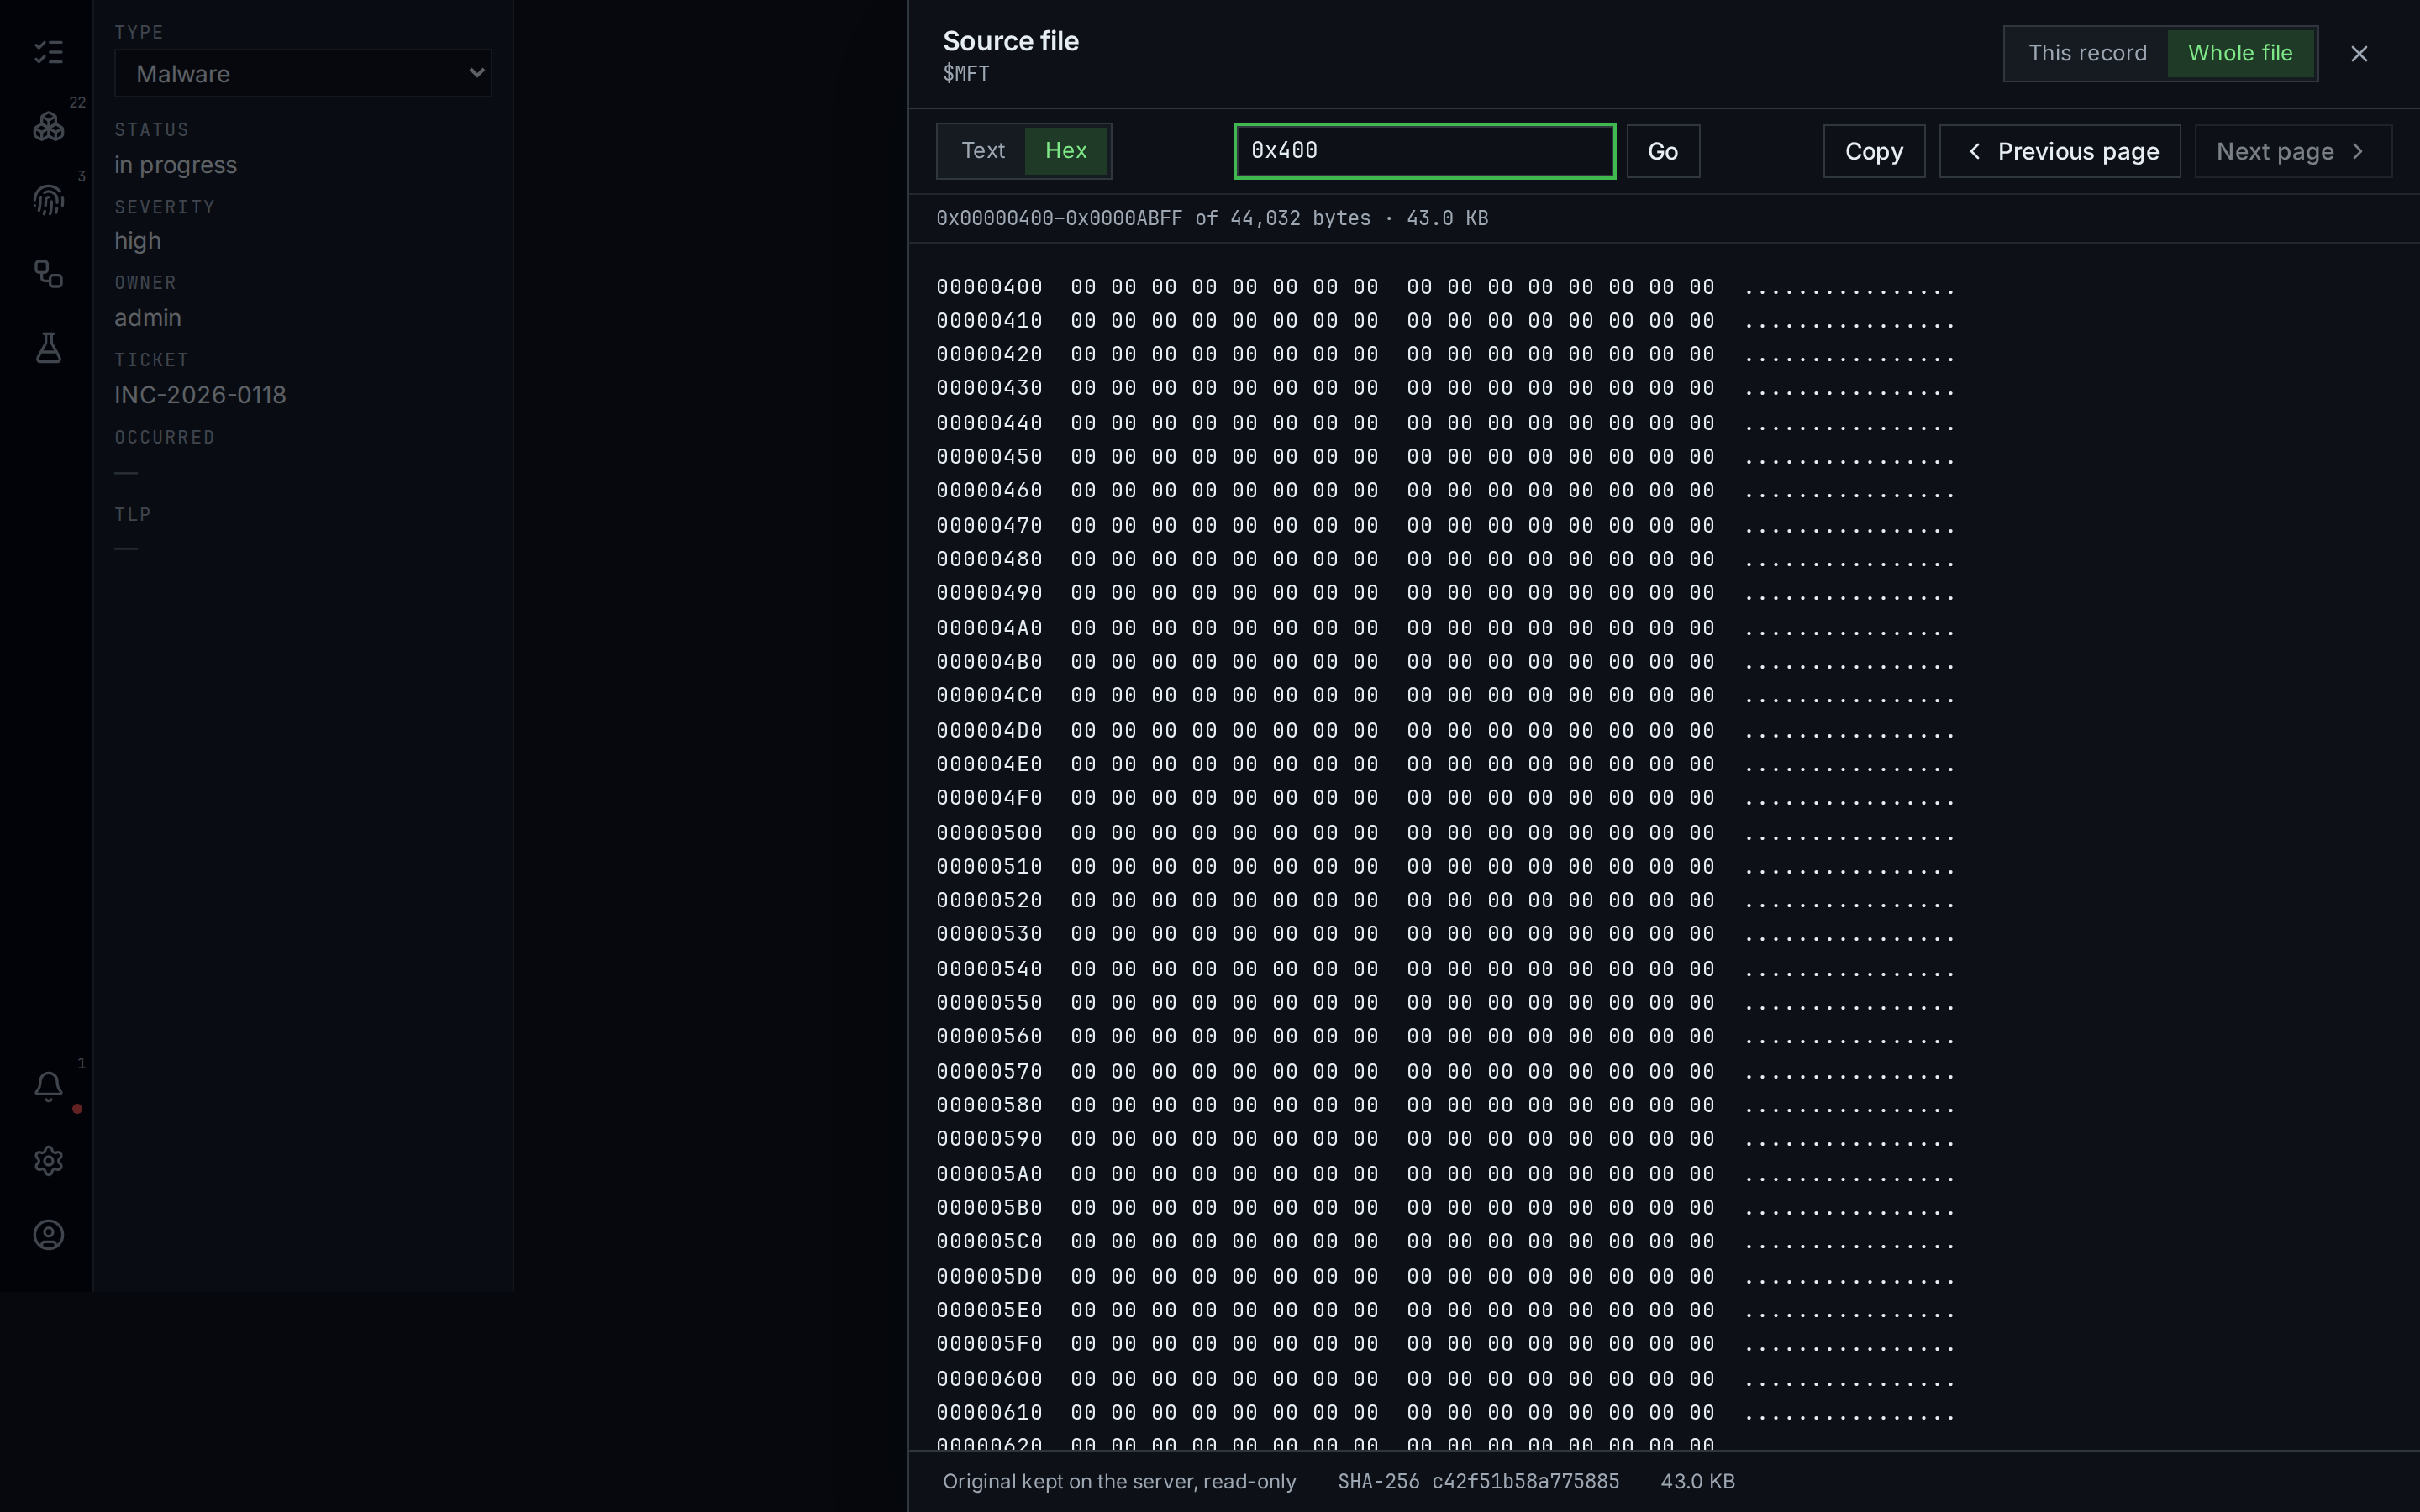 22
3
1
TYPE
Malware
STATUS
in progress
SEVERITY
high
OWNER
admin
TICKET
INC-2026-0118
OCCURRED
—
TLP
—
Source file
$MFT
This record Whole file
Text Hex 0x400 Go Copy Previous page Next page
0x00000400–0x0000ABFF of 44,032 bytes · 43.0 KB
00000400 00 00 00 00 00 00 00 00 00 00 00 00 00 00 00 00 ................
00000410 00 00 00 00 00 00 00 00 00 00 00 00 00 00 00 00 ................
00000420 00 00 00 00 00 00 00 00 00 00 00 00 00 00 00 00 ................
00000430 00 00 00 00 00 00 00 00 00 00 00 00 00 00 00 00 ................
00000440 00 00 00 00 00 00 00 00 00 00 00 00 00 00 00 00 ................
00000450 00 00 00 00 00 00 00 00 00 00 00 00 00 00 00 00 ................
00000460 00 00 00 00 00 00 00 00 00 00 00 00 00 00 00 00 ................
00000470 00 00 00 00 00 00 00 00 00 00 00 00 00 00 00 00 ................
00000480 00 00 00 00 00 00 00 00 00 00 00 00 00 00 00 00 ................
00000490 00 00 00 00 00 00 00 00 00 00 00 00 00 00 00 00 ................
000004A0 00 00 00 00 00 00 00 00 00 00 00 00 00 00 00 00 ................
000004B0 00 00 00 00 00 00 00 00 00 00 00 00 00 00 00 00 ................
000004C0 00 00 00 00 00 00 00 00 00 00 00 00 00 00 00 00 ................
000004D0 00 00 00 00 00 00 00 00 00 00 00 00 00 00 00 00 ................
000004E0 00 00 00 00 00 00 00 00 00 00 00 00 00 00 00 00 ................
000004F0 00 00 00 00 00 00 00 00 00 00 00 00 00 00 00 00 ................
00000500 00 00 00 00 00 00 00 00 00 00 00 00 00 00 00 00 ................
00000510 00 00 00 00 00 00 00 00 00 00 00 00 00 00 00 00 ................
00000520 00 00 00 00 00 00 00 00 00 00 00 00 00 00 00 00 ................
00000530 00 00 00 00 00 00 00 00 00 00 00 00 00 00 00 00 ................
00000540 00 00 00 00 00 00 00 00 00 00 00 00 00 00 00 00 ................
00000550 00 00 00 00 00 00 00 00 00 00 00 00 00 00 00 00 ................
00000560 00 00 00 00 00 00 00 00 00 00 00 00 00 00 00 00 ................
00000570 00 00 00 00 00 00 00 00 00 00 00 00 00 00 00 00 ................
00000580 00 00 00 00 00 00 00 00 00 00 00 00 00 00 00 00 ................
00000590 00 00 00 00 00 00 00 00 00 00 00 00 00 00 00 00 ................
000005A0 00 00 00 00 00 00 00 00 00 00 00 00 00 00 00 00 ................
000005B0 00 00 00 00 00 00 00 00 00 00 00 00 00 00 00 00 ................
000005C0 00 00 00 00 00 00 00 00 00 00 00 00 00 00 00 00 ................
000005D0 00 00 00 00 00 00 00 00 00 00 00 00 00 00 00 00 ................
000005E0 00 00 00 00 00 00 00 00 00 00 00 00 00 00 00 00 ................
000005F0 00 00 00 00 00 00 00 00 00 00 00 00 00 00 00 00 ................
00000600 00 00 00 00 00 00 00 00 00 00 00 00 00 00 00 00 ................
00000610 00 00 00 00 00 00 00 00 00 00 00 00 00 00 00 00 ................
00000620 00 00 00 00 00 00 00 00 00 00 00 00 00 00 00 00
Original kept on the server, read-only SHA-256 c42f51b58a775885 43.0 KB